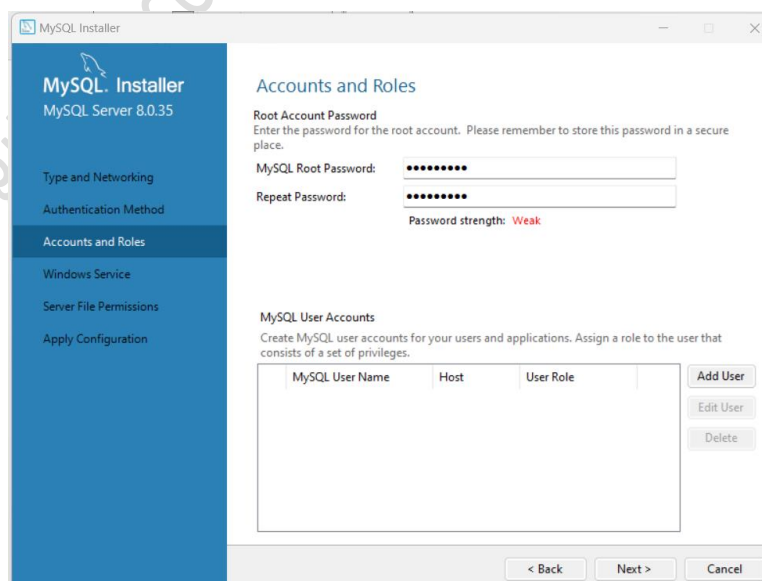 MySQL Installer
MySQL. Installer
MySQL Server 8.0.35
Type and Networking
Authentication Method
Accounts and Roles
Windows Service
Server File Permissions
Apply Configuration
Accounts and Roles
Root Account Password
Enter the password for the root account. Please remember to store this password in a secure
place.
MySQL Root Password: •••••••••
Repeat Password: •••••••••
Password strength: Weak
MySQL User Accounts
Create MySQL user accounts for your users and applications. Assign a role to the user that
consists of a set of privileges.
MySQL User Name Host User Role
Add User
Edit User
Delete
< Back Next > Cancel